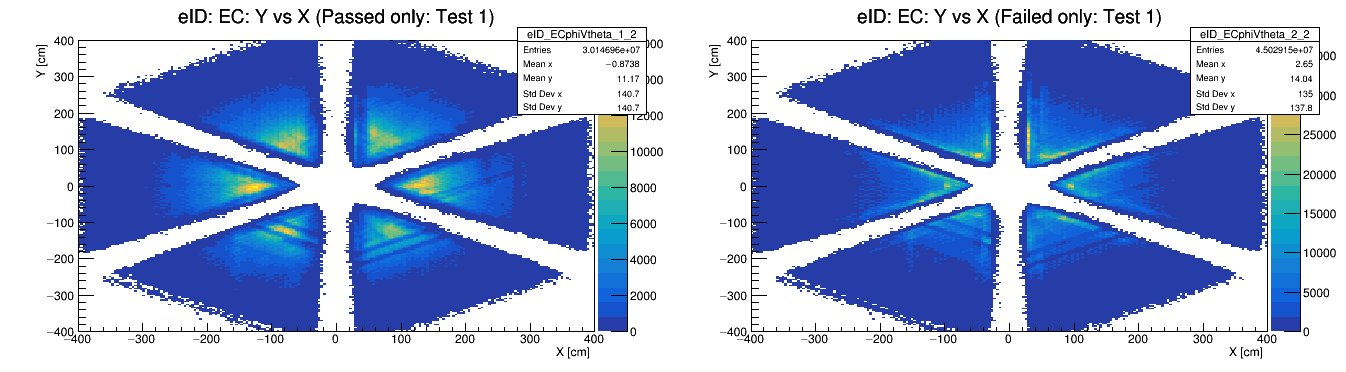 eID: EC: Y vs X (Passed only: Test 1)
eID_ECphiVtheta_1_2
Entries 3.014696e+07
Mean x −0.8738
Mean y 11.17
Std Dev x 140.7
Std Dev y 140.7
Y [cm]
400
300
200
100
0
−100
−200
−300
−400
−400 −300 −200 −100 0 100 200 300 400
X [cm]
12000
10000
8000
6000
4000
2000
0
eID: EC: Y vs X (Failed only: Test 1)
eID_ECphiVtheta_2_2
Entries 4.502915e+07
Mean x 2.65
Mean y 14.04
Std Dev x 135
Std Dev y 137.8
Y [cm]
400
300
200
100
0
−100
−200
−300
−400
−400 −300 −200 −100 0 100 200 300 400
X [cm]
25000
20000
15000
10000
5000
0